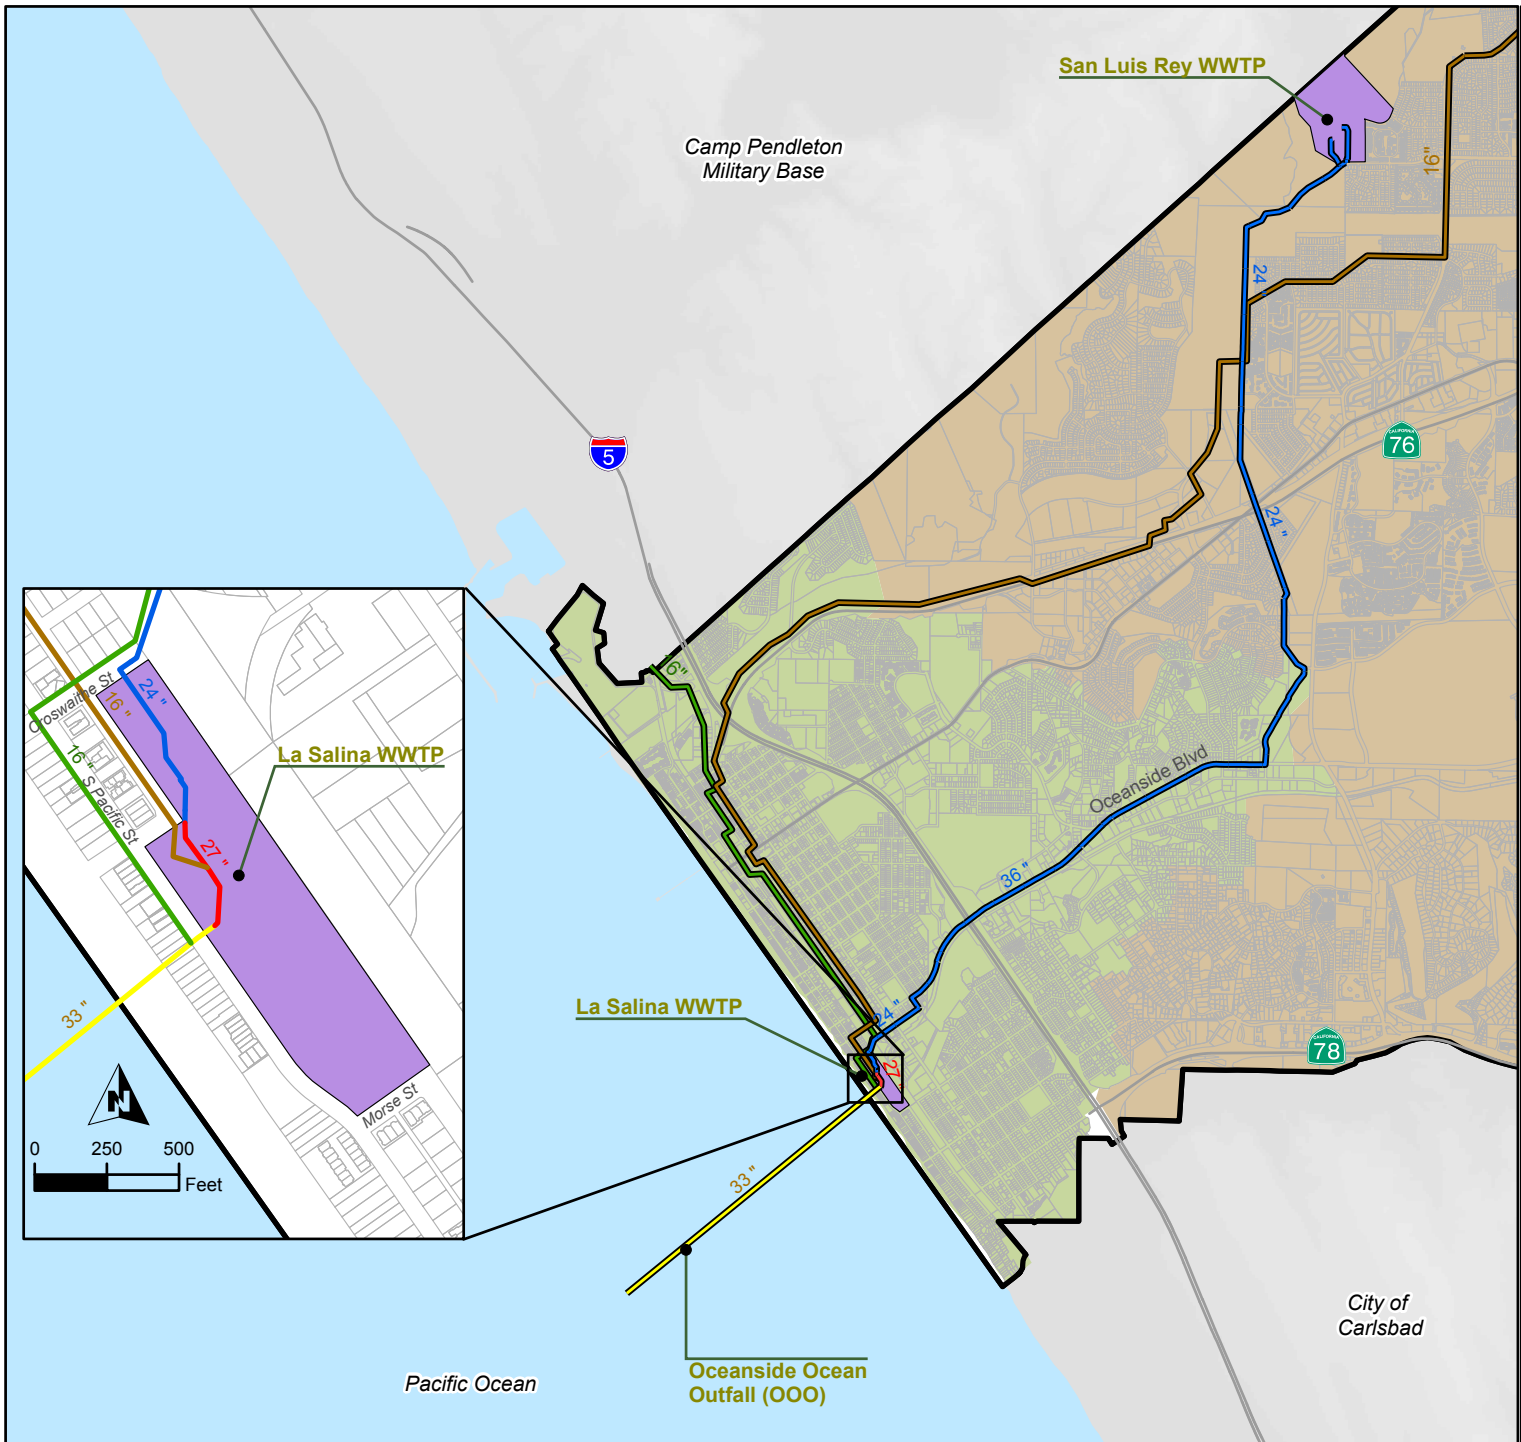 San Luis Rey WWTP
Camp Pendleton
Military Base
16"
24 "
CALIFORNIA
76
5
24 "
16"
Oceanside Blvd
36 "
La Salina WWTP
24 "
27 "
CALIFORNIA
78
33 "
Oceanside Ocean
Outfall (OOO)
Pacific Ocean
City of
Carlsbad
Croswaithe St
16 "
24 "
16 "
S Pacific St
La Salina WWTP
27 "
33 "
N
Morse St
0 250 500
Feet